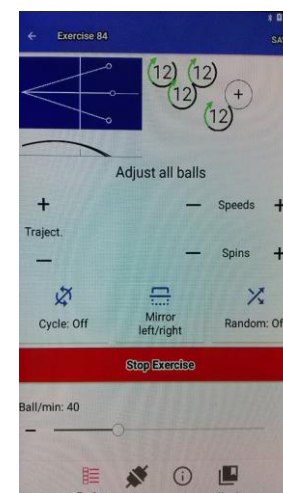 Exercise 84
12 12
12
12
+
Adjust all balls
+ − Speeds +
Traject.
− − Spins +
Cycle: Off
Mirror
left/right
Random:
Stop Exercise
Ball/min: 40
−